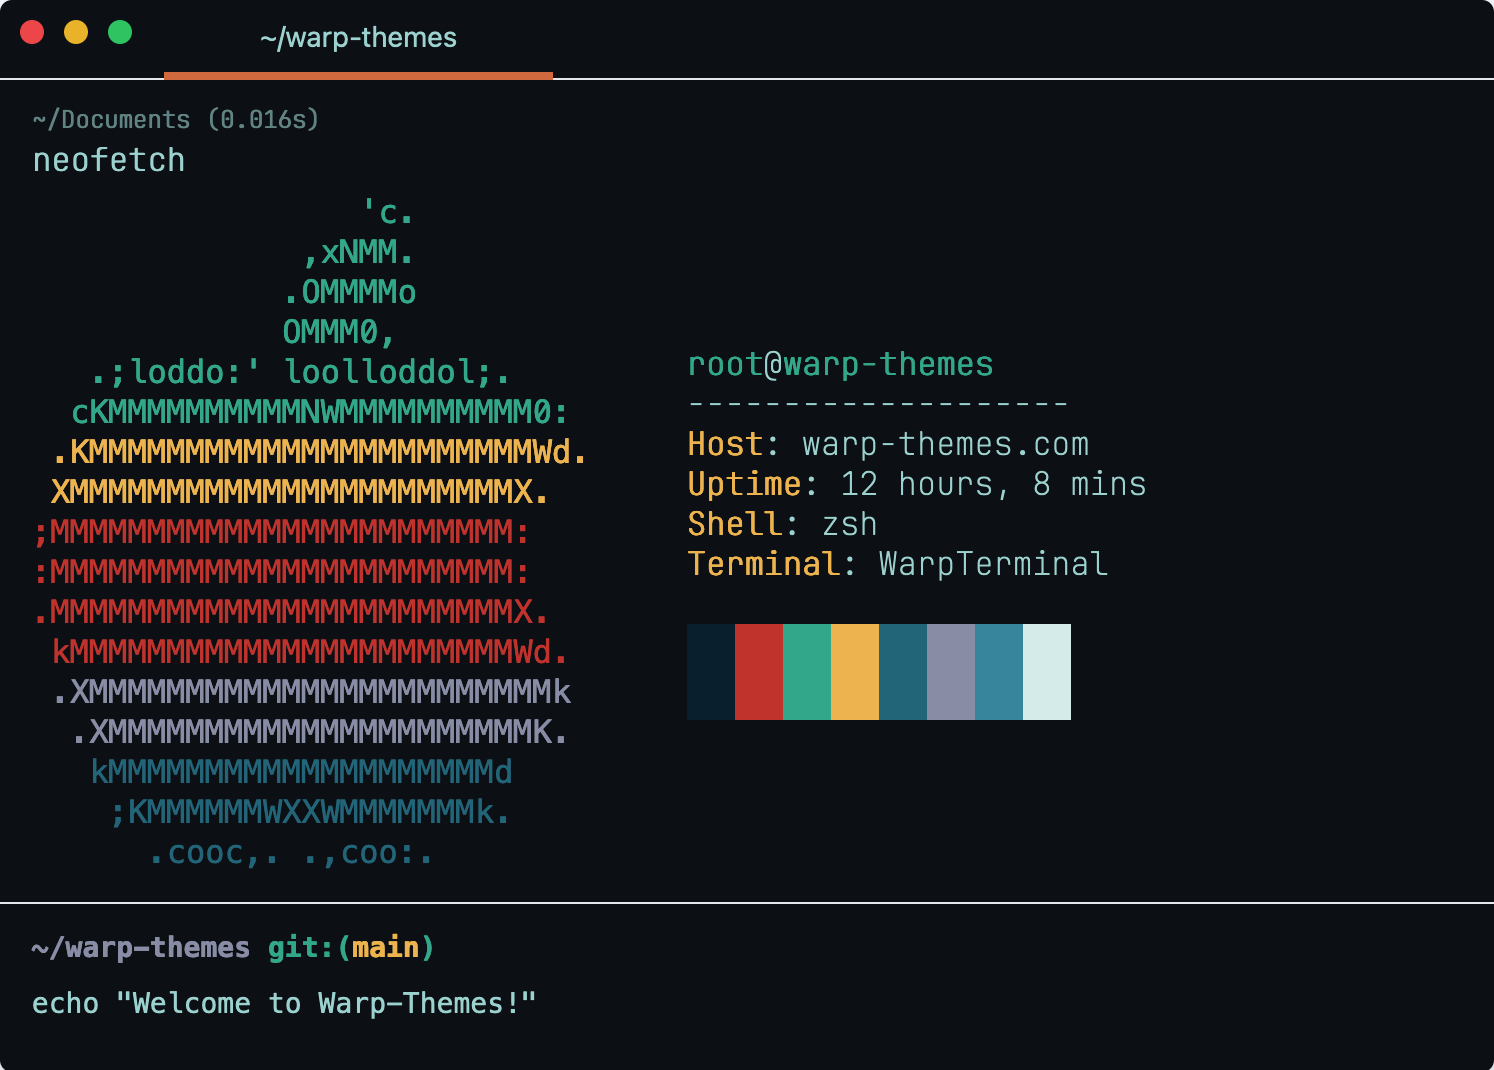 ~/warp-themes
~/Documents (0.016s)
neofetch
'c.
,xNMM.
.OMMMMo
OMMM0,
.;loddo:' loolloddol;.
cKMMMMMMMMMMNWMMMMMMMMMM0:
.KMMMMMMMMMMMMMMMMMMMMMMMWd.
XMMMMMMMMMMMMMMMMMMMMMMMX.
;MMMMMMMMMMMMMMMMMMMMMMMM:
:MMMMMMMMMMMMMMMMMMMMMMMM:
.MMMMMMMMMMMMMMMMMMMMMMMMX.
kMMMMMMMMMMMMMMMMMMMMMMMWd.
.XMMMMMMMMMMMMMMMMMMMMMMMMk
.XMMMMMMMMMMMMMMMMMMMMMMK.
kMMMMMMMMMMMMMMMMMMMMd
;KMMMMMMWXXWMMMMMMMk.
.cooc,. .,coo:.
root@warp-themes
--------------------
Host: warp-themes.com
Uptime: 12 hours, 8 mins
Shell: zsh
Terminal: WarpTerminal
~/warp-themes git:(main)
echo "Welcome to Warp-Themes!"